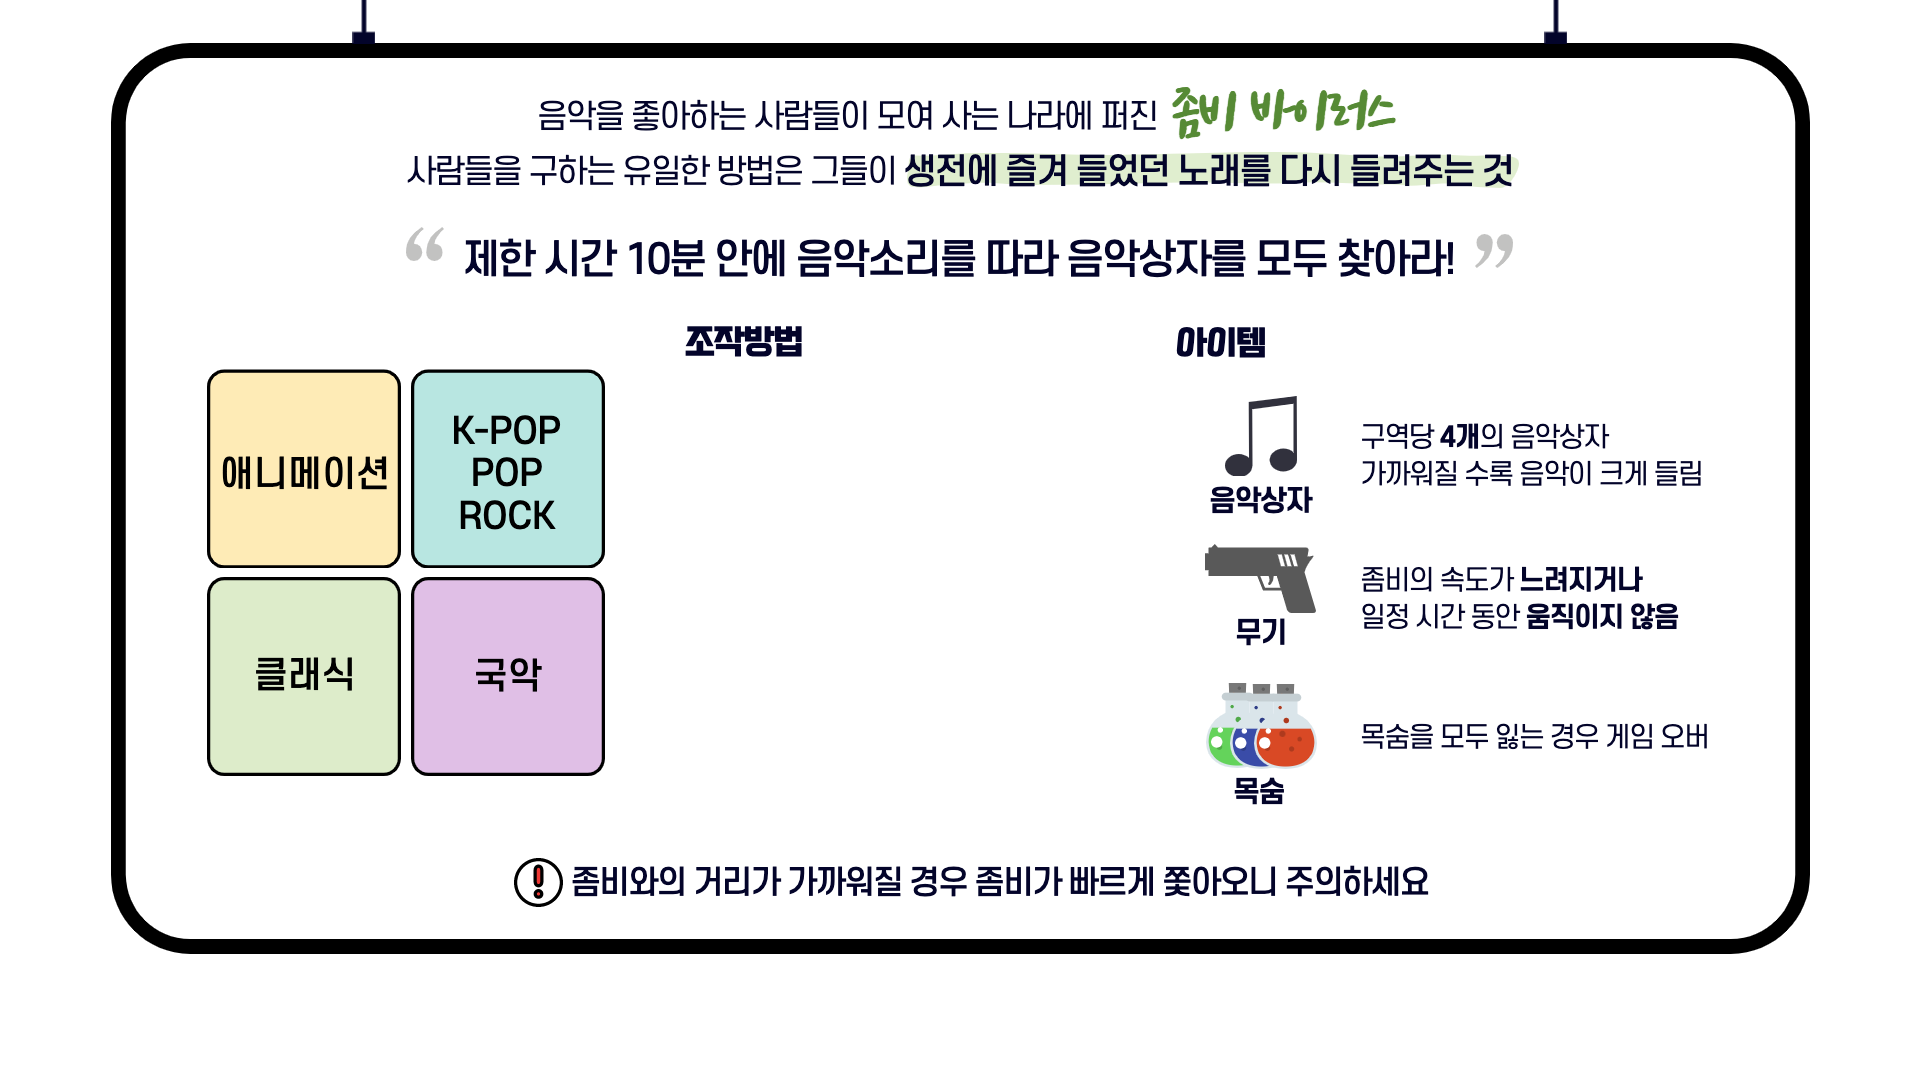 음악을 좋아하는 사람들이 모여 사는 나라에 퍼진 좀비 바이러스
사람들을 구하는 유일한 방법은 그들이 생전에 즐겨 들었던 노래를 다시 들려주는 것
“ 제한 시간 10분 안에 음악소리를 따라 음악상자를 모두 찾아라! ”
조작방법
아이템
애니메이션
K-POP
POP
ROCK
클래식
국악
음악상자
구역당 4개의 음악상자
가까워질 수록 음악이 크게 들림
무기
좀비의 속도가 느려지거나
일정 시간 동안 움직이지 않음
목숨
목숨을 모두 잃는 경우 게임 오버
! 좀비와의 거리가 가까워질 경우 좀비가 빠르게 쫓아오니 주의하세요